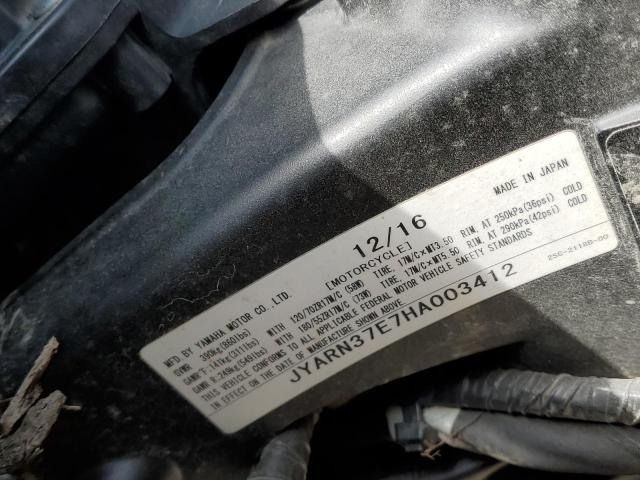 MFD BY YAMAHA MOTOR CO.,LTD. 12/16 MADE IN JAPAN
[MOTORCYCLE]
GVWR 390kg(860lbs)
GAWR F:141kg(311lbs) WITH 120/70ZR17M/C (58W) TIRE, 17M/C×MT3.50 RIM, AT 250kPa(36psi) COLD
GAWR R:249kg(549lbs) WITH 180/55ZR17M/C (73W) TIRE, 17M/C×MT5.50 RIM, AT 290kPa(42psi) COLD
THIS VEHICLE CONFORMS TO ALL APPLICABLE FEDERAL MOTOR VEHICLE SAFETY STANDARDS
IN EFFECT ON THE DATE OF MANUFACTURE SHOWN ABOVE.
JYARN37E7HA003412
2SC-2118B-00